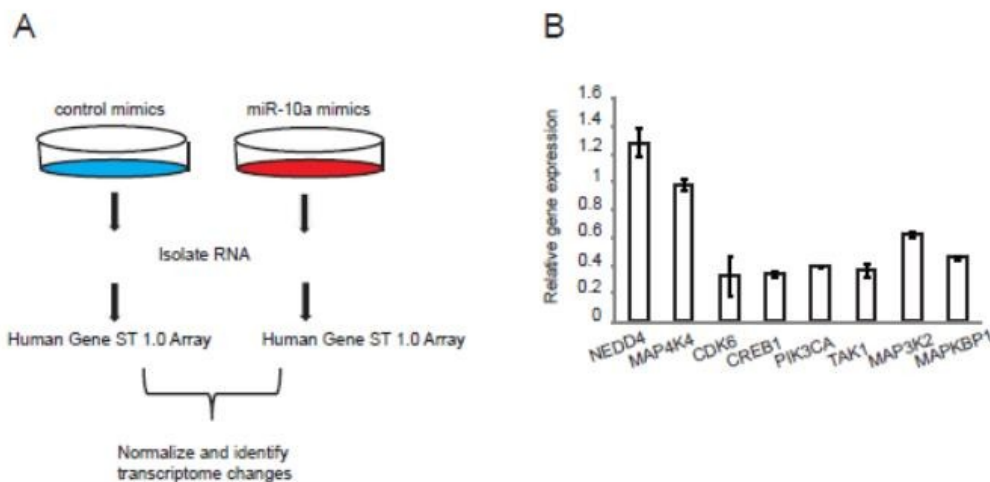 A
control mimics
miR-10a mimics
Isolate RNA
Human Gene ST 1.0 Array
Human Gene ST 1.0 Array
Normalize and identify
transcriptome changes
B
Relative gene expression
1.6
1.4
1.2
1
0.8
0.6
0.4
0.2
0
NEDD4
MAP4K4
CDK6
CREB1
PIK3CA
TAK1
MAP3K2
MAPKBP1